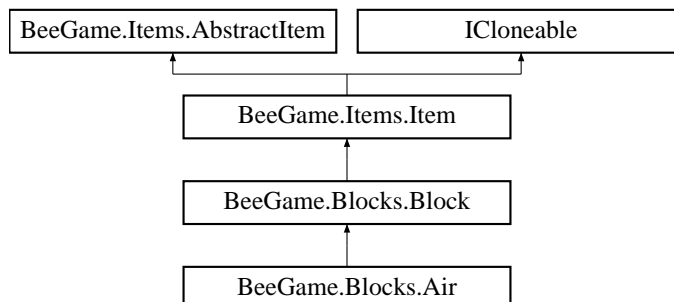 BeeGame.Items.AbstractItem
ICloneable
BeeGame.Items.Item
BeeGame.Blocks.Block
BeeGame.Blocks.Air